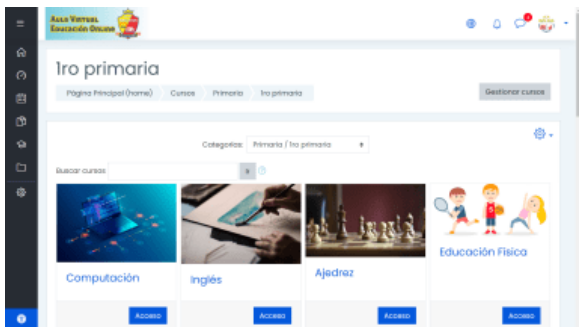 Aula Virtual
Educación Online
1ro primaria
Página Principal (home) Cursos Primaria 1ro primaria
Gestionar cursos
Categorías: Primaria / 1ro primaria
Buscar cursos
Computación
Inglés
Ajedrez
Educación Física
Acceso Acceso Acceso Acceso